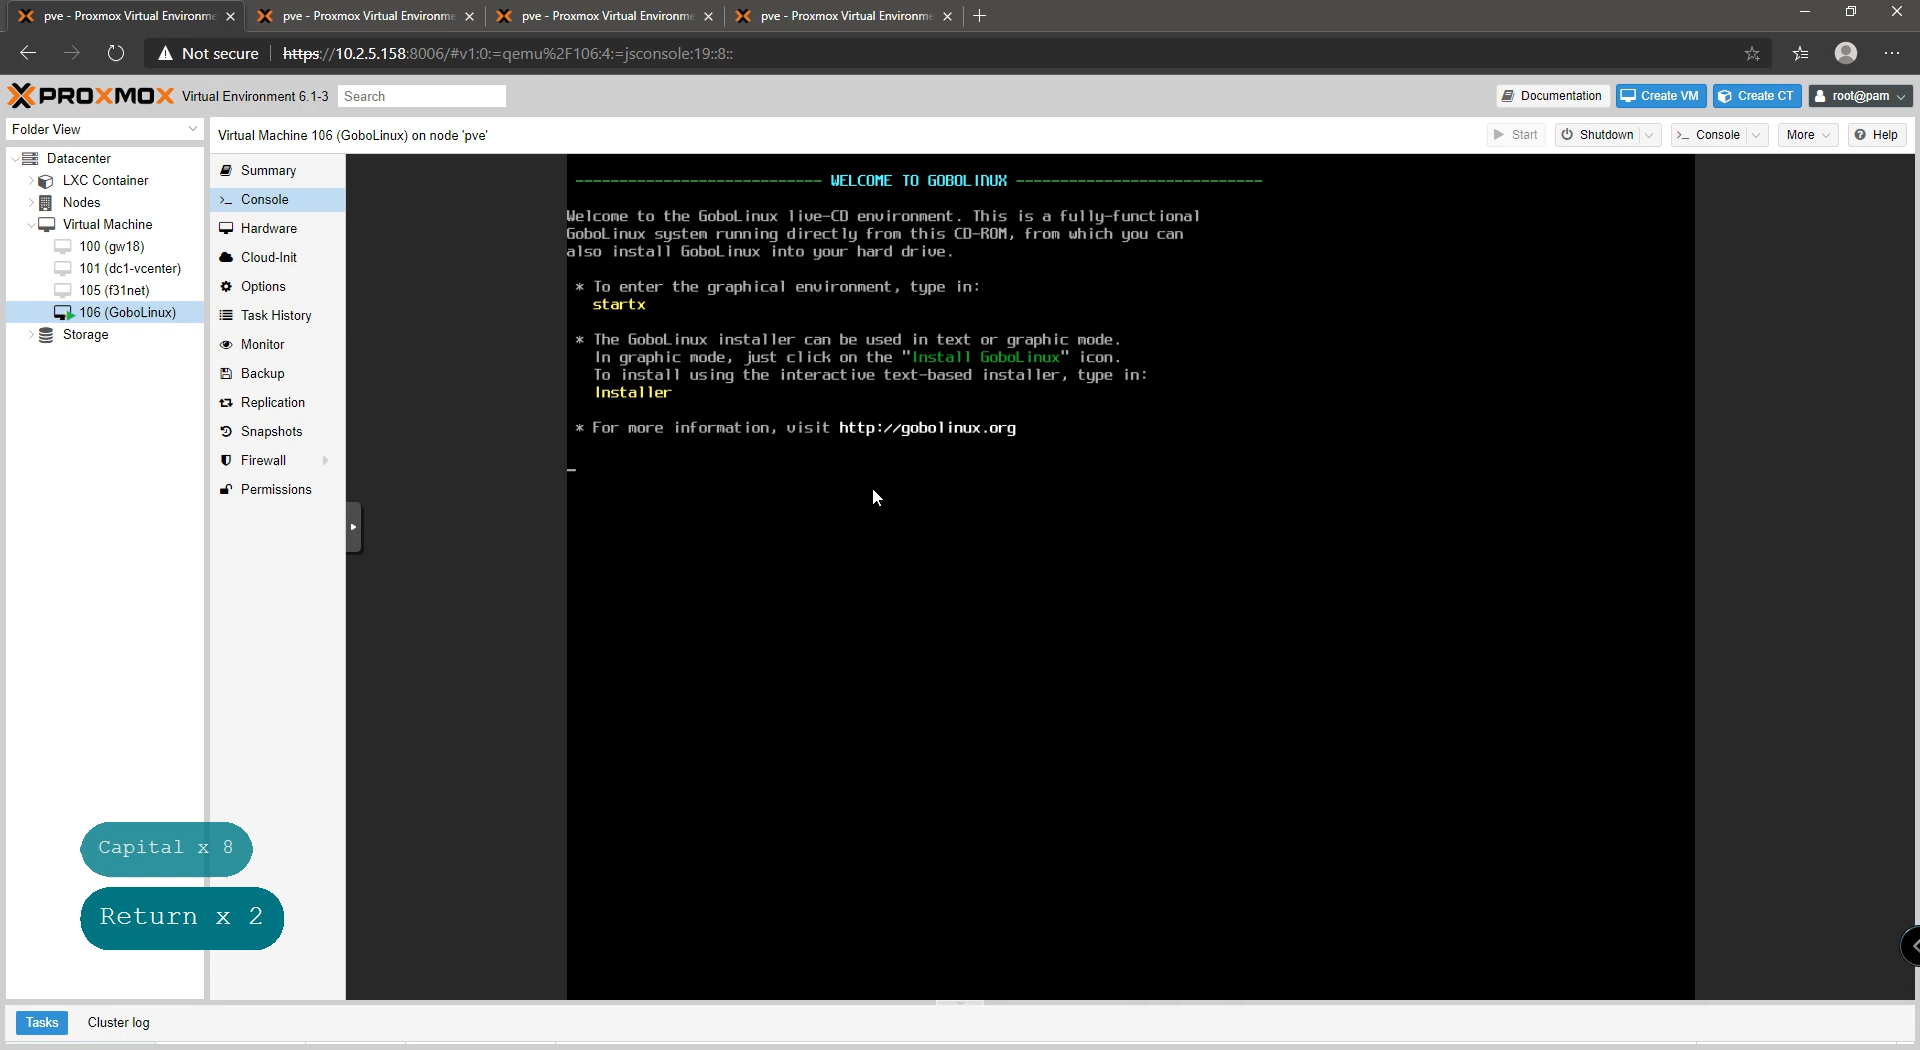 pve - Proxmox Virtual Environme
pve - Proxmox Virtual Environme
pve - Proxmox Virtual Environme
pve - Proxmox Virtual Environme
Not secure
https://10.2.5.158:8006/#v1:0:=qemu%2F106:4:=jsconsole:19::8::
PROXMOX Virtual Environment 6.1-3
Search
Documentation
Create VM
Create CT
root@pam
Folder View
Virtual Machine 106 (GoboLinux) on node 'pve'
Start
Shutdown
Console
More
Help
Datacenter
LXC Container
Nodes
Virtual Machine
100 (gw18)
101 (dc1-vcenter)
105 (f31net)
106 (GoboLinux)
Storage
Summary
Console
Hardware
Cloud-Init
Options
Task History
Monitor
Backup
Replication
Snapshots
Firewall
Permissions
---------------------------- WELCOME TO GOBOLINUX ----------------------------
Welcome to the GoboLinux live-CD environment. This is a fully-functional
GoboLinux system running directly from this CD-ROM, from which you can
also install GoboLinux into your hard drive.
* To enter the graphical environment, type in:
startx
* The GoboLinux installer can be used in text or graphic mode.
In graphic mode, just click on the "Install GoboLinux" icon.
To install using the interactive text-based installer, type in:
Installer
* For more information, visit http://gobolinux.org
_
Capital x 8
Return x 2
Tasks
Cluster log